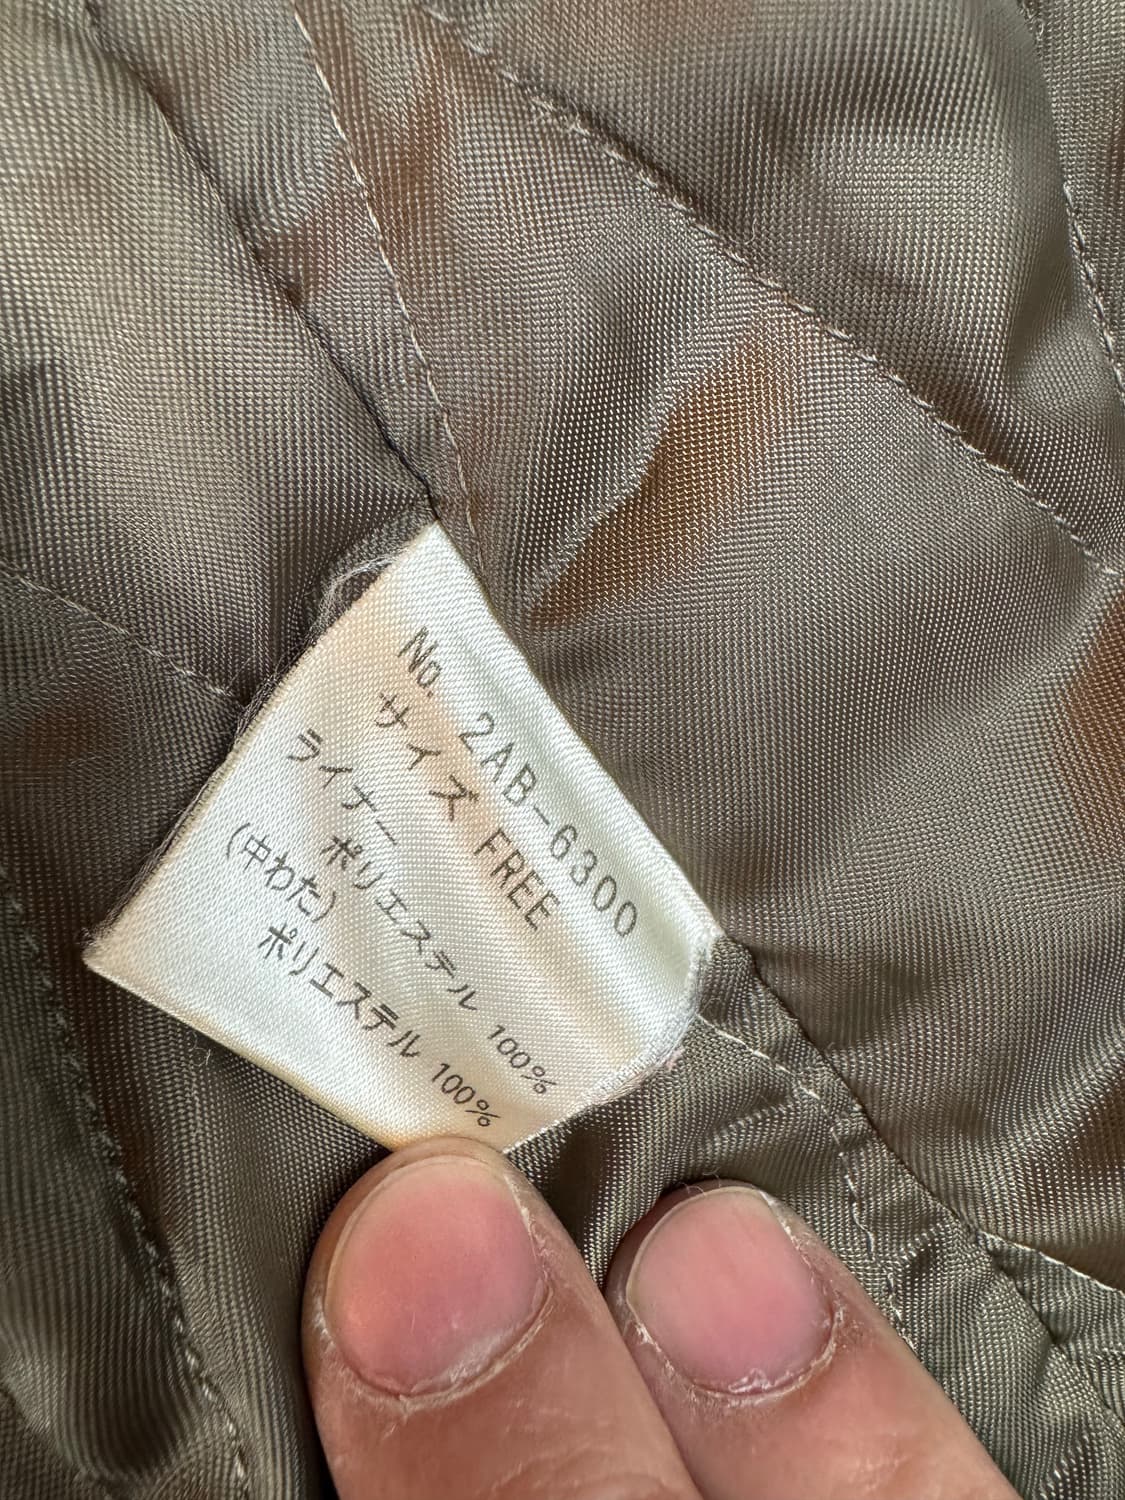 No. 2AB-6300
サイズ FREE
ライナー
ポリエステル 100%
(中わた)
ポリエステル 100%